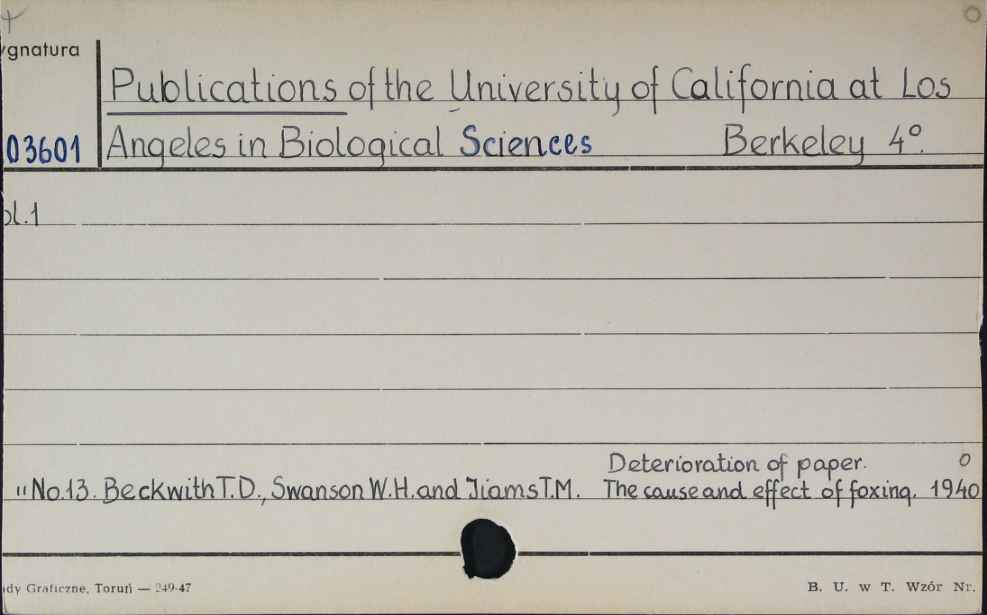 ygnatura
Publications of the University of California at Los
03601 Angeles in Biological Sciences Berkeley 4º.
ol.1
Deterioration of paper. o
" No.13. Beckwith T.D., Swanson W.H. and Jiams T.M. The cause and effect of foxing. 1940
ady Graficzne, Toruń — 249-47 B. U. w T. Wzór Nr.